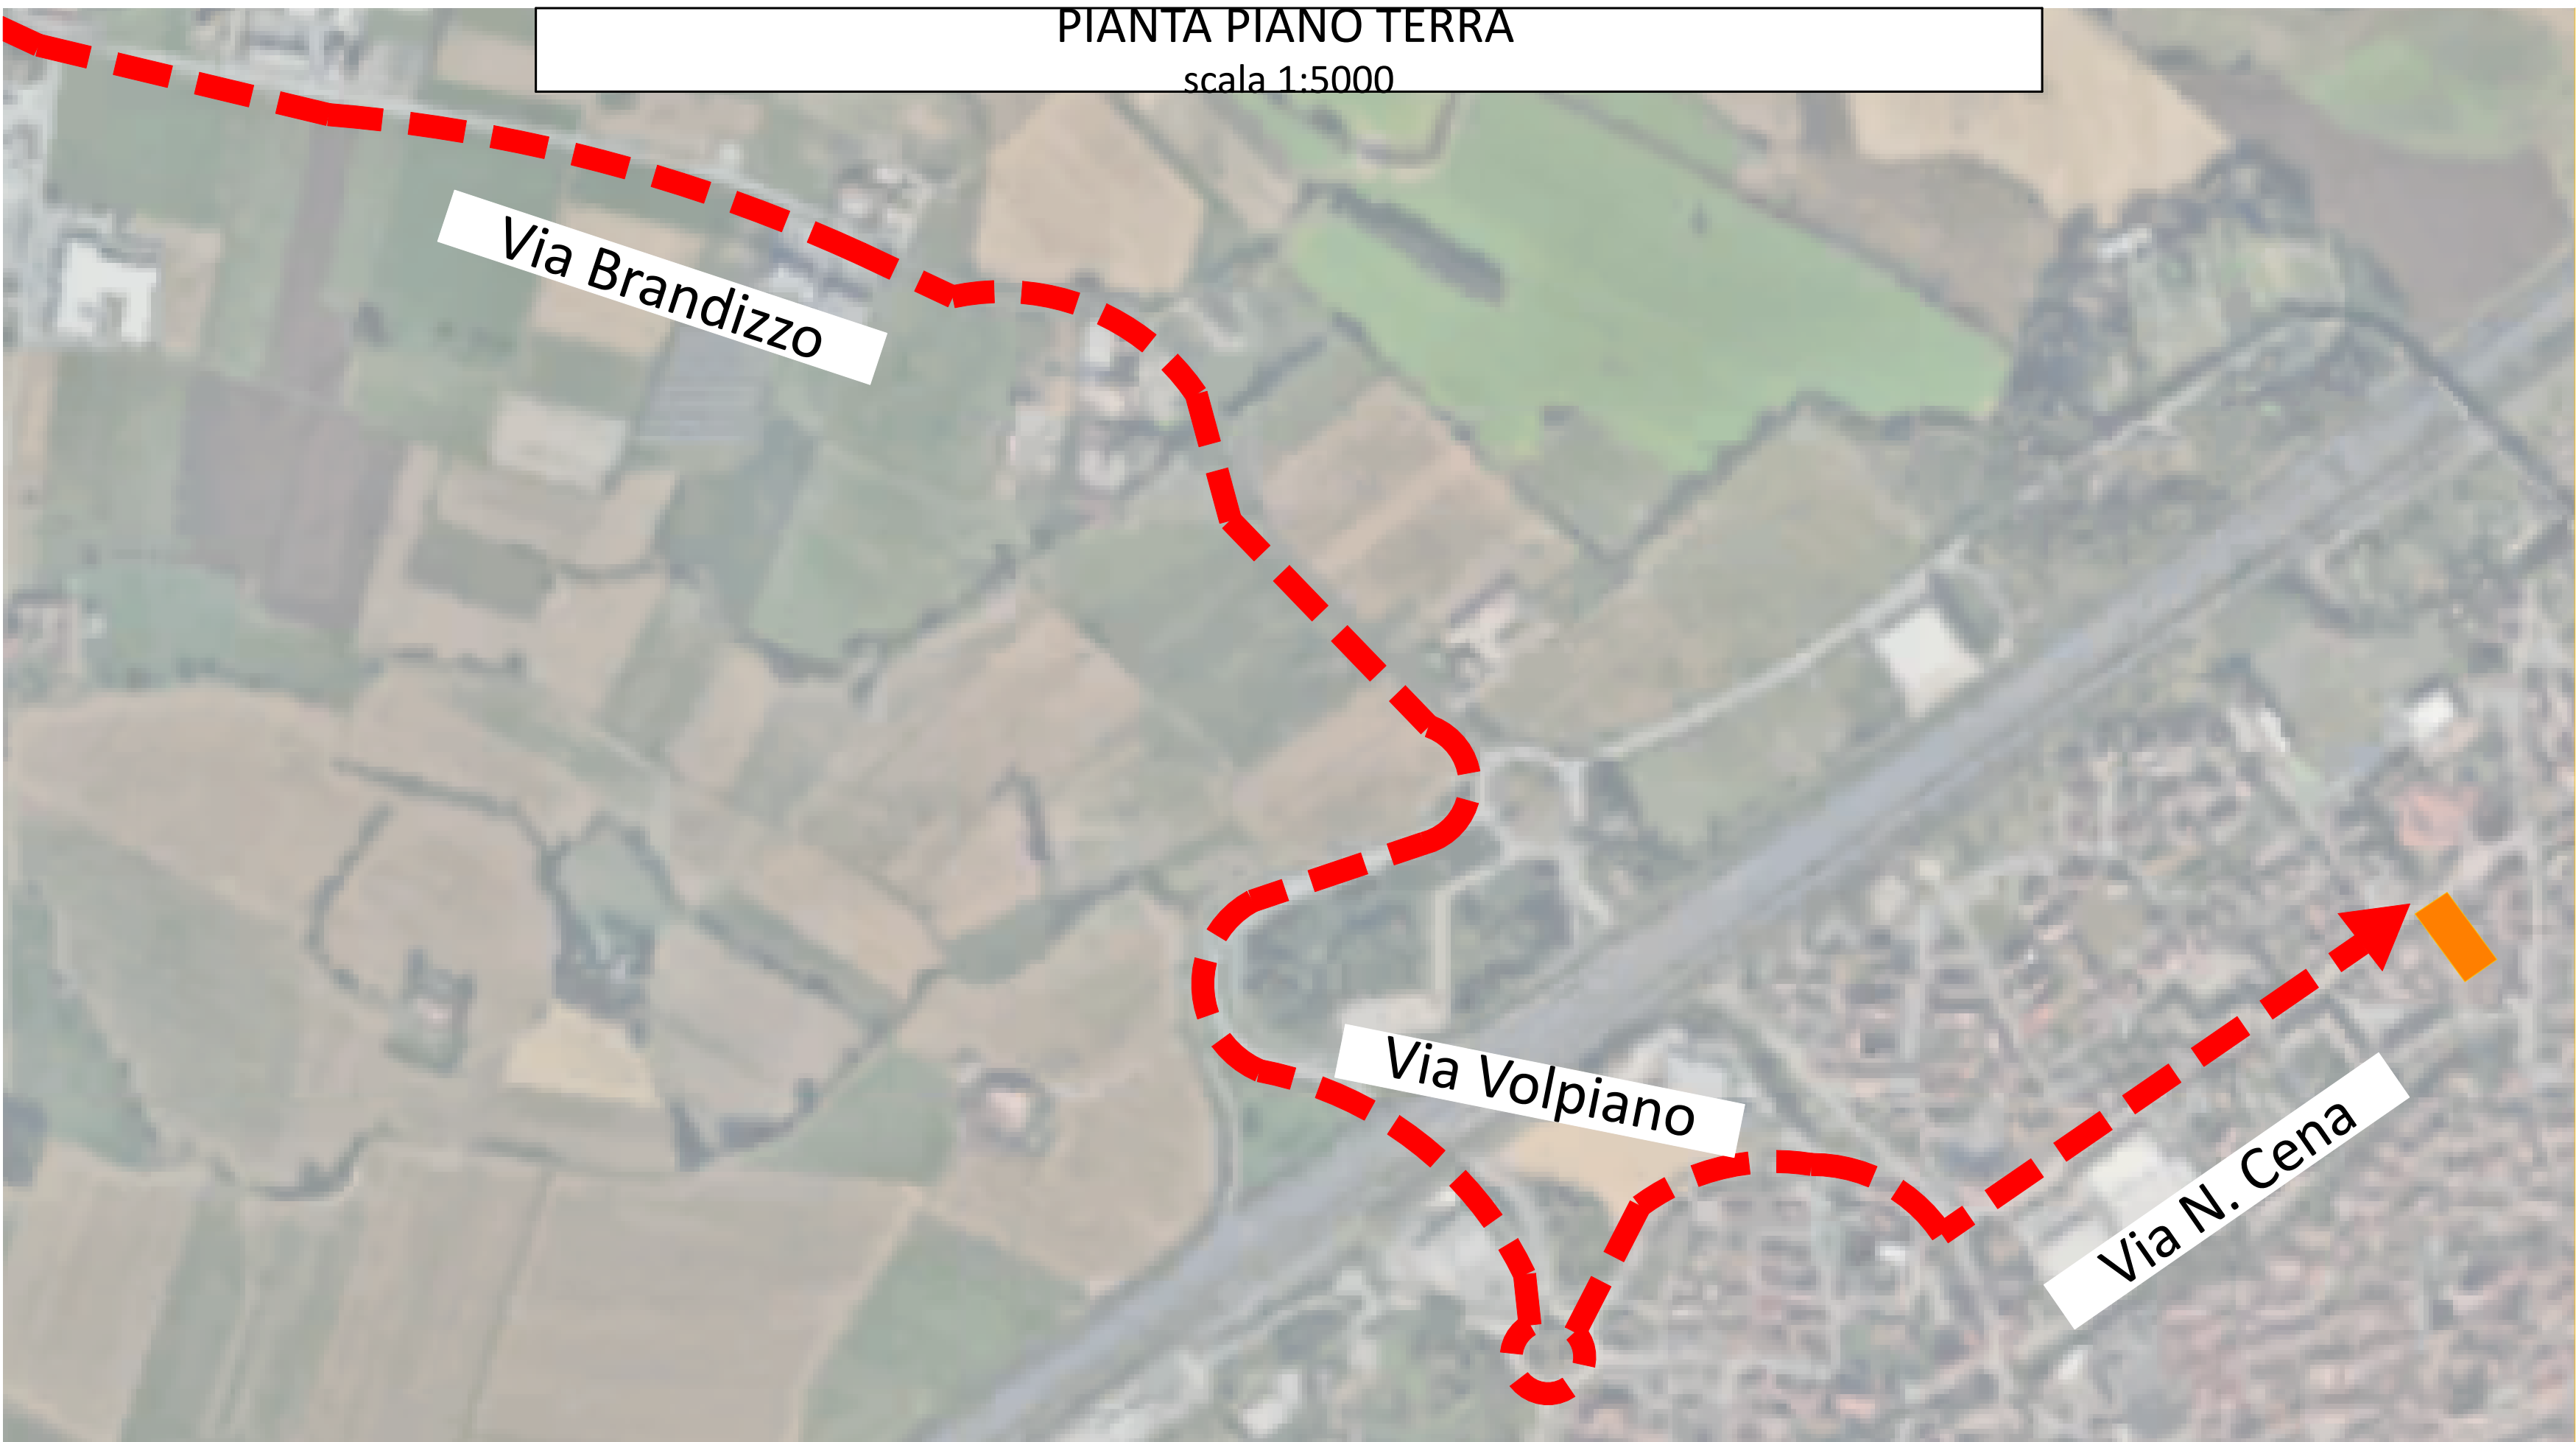 PIANTA PIANO TERRA
scala 1:5000
Via Brandizzo
Via Volpiano
Via N. Cena